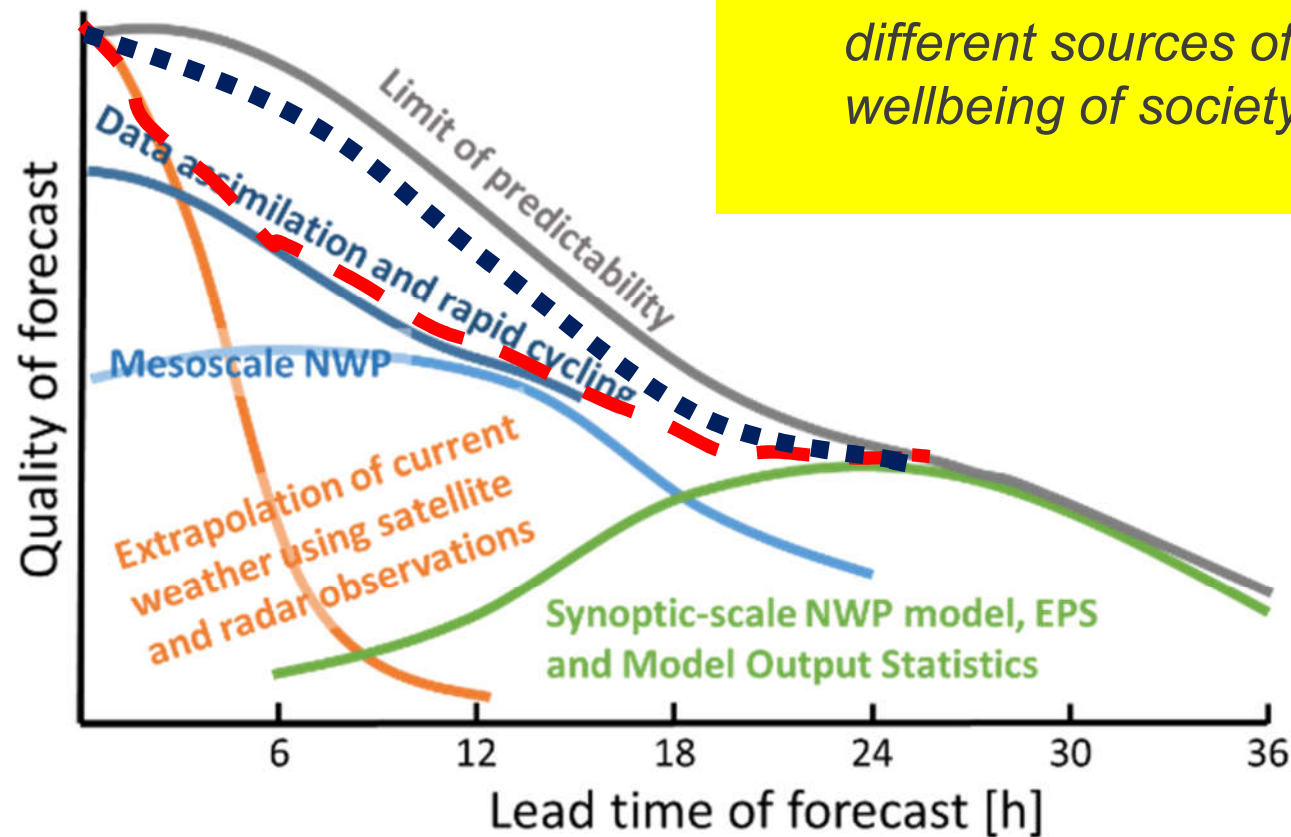 different sources of
wellbeing of society
Quality of forecast
Limit of predictability
Data assimilation and rapid cycling
Mesoscale NWP
Extrapolation of current
weather using satellite
and radar observations
Synoptic-scale NWP model, EPS
and Model Output Statistics
6 12 18 24 30 36
Lead time of forecast [h]